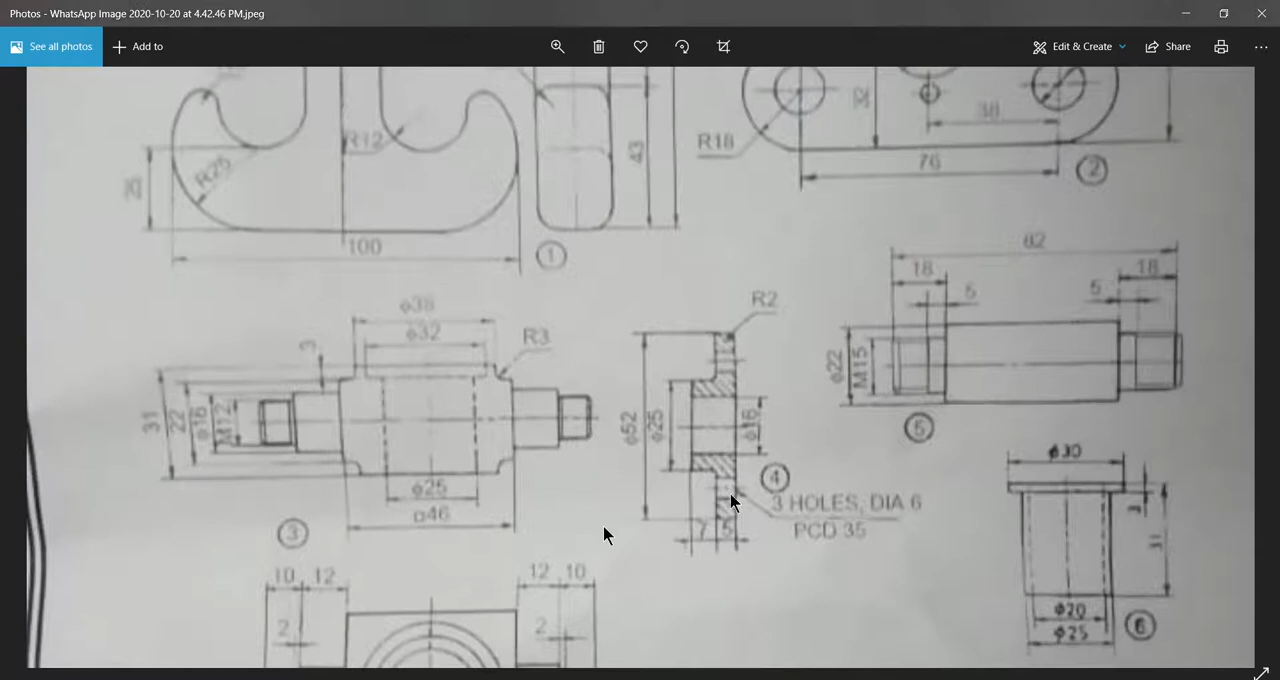 Photos - WhatsApp Image 2020-10-20 at 4.42.46 PM.jpeg
See all photos
Add to
Edit & Create
Share
R12
R25
43
100
1
R18
38
76
2
82
18
18
5
5
ϕ22
M15
5
ϕ38
ϕ32
R3
3
31
22
ϕ16
M12
ϕ25
□46
3
R2
ϕ52
ϕ25
ϕ16
4
3 HOLES, DIA 6
PCD 35
7
5
ϕ30
3
31
ϕ20
ϕ25
6
10
12
12
10
2
2